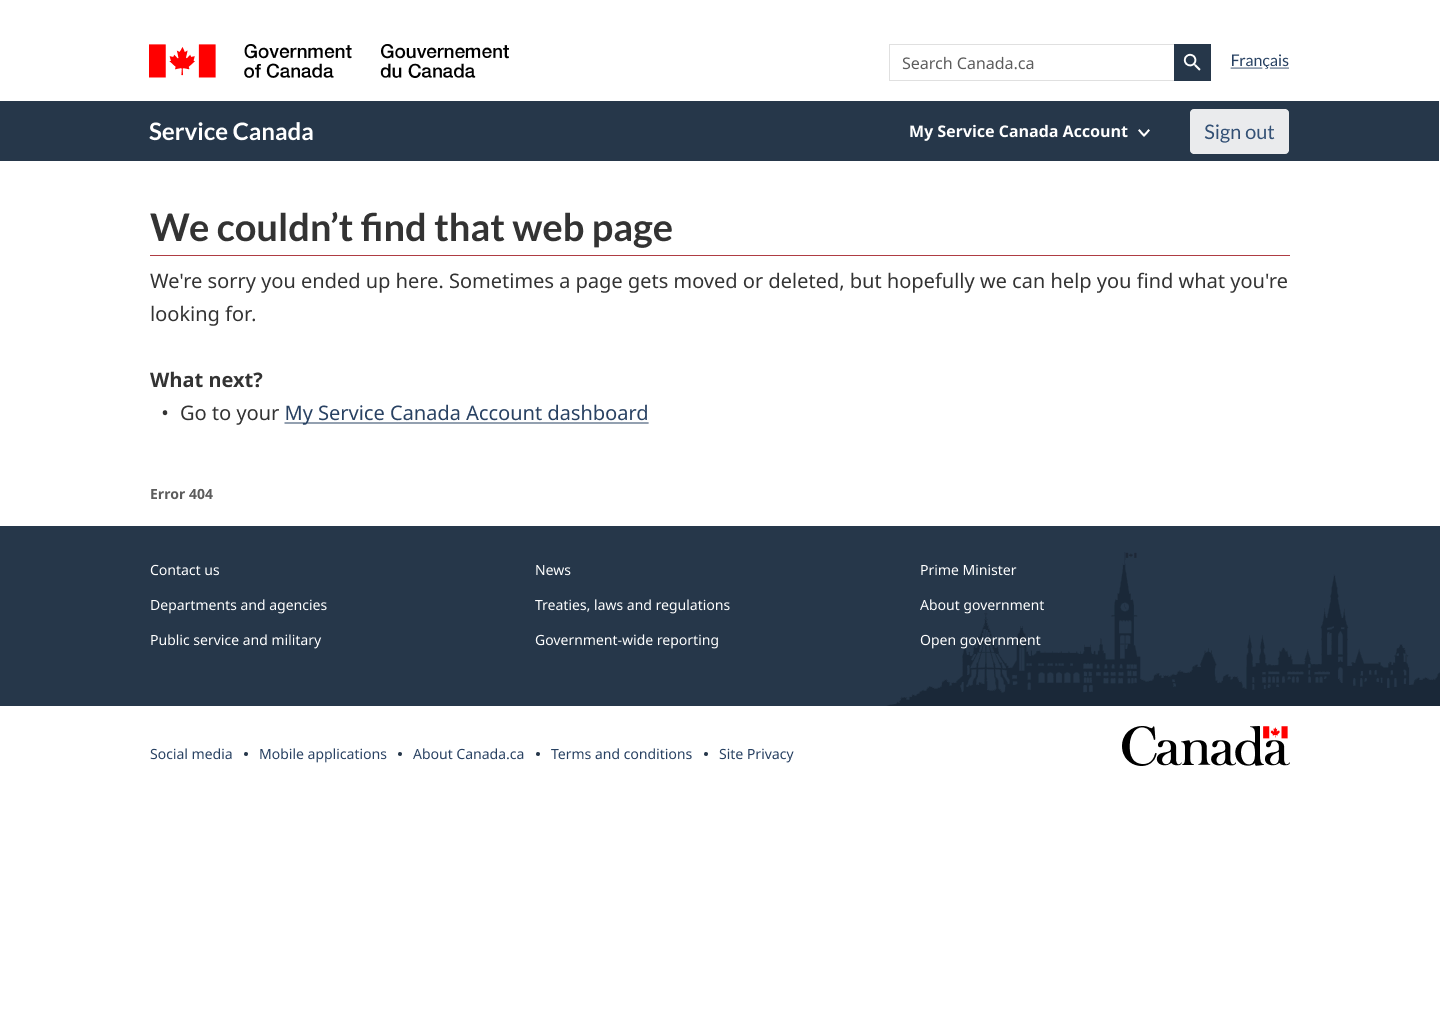 Government of Canada
Gouvernement du Canada
Search Canada.ca
Français
Service Canada
My Service Canada Account
Sign out
We couldn’t find that web page
We're sorry you ended up here. Sometimes a page gets moved or deleted, but hopefully we can help you find what you're
looking for.
What next?
• Go to your My Service Canada Account dashboard
Error 404
Contact us
News
Prime Minister
Departments and agencies
Treaties, laws and regulations
About government
Public service and military
Government-wide reporting
Open government
Social media • Mobile applications • About Canada.ca • Terms and conditions • Site Privacy
Canada